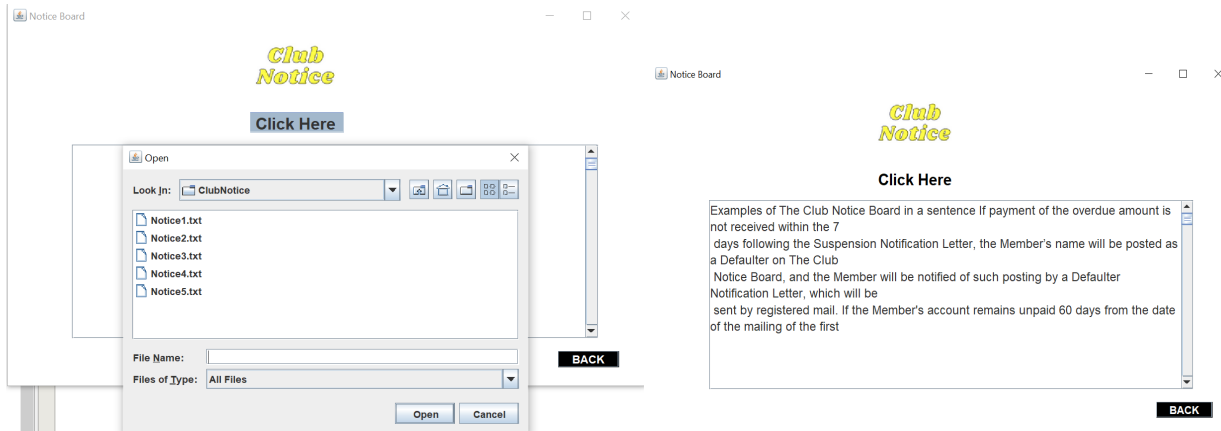 Notice Board
Club
Notice
Click Here
Open
Look In:
ClubNotice
Notice1.txt
Notice2.txt
Notice3.txt
Notice4.txt
Notice5.txt
File Name:
Files of Type:
All Files
Open
Cancel
BACK
Notice Board
Club
Notice
Click Here
Examples of The Club Notice Board in a sentence If payment of the overdue amount is
not received within the 7
days following the Suspension Notification Letter, the Member's name will be posted as
a Defaulter on The Club
Notice Board, and the Member will be notified of such posting by a Defaulter
Notification Letter, which will be
sent by registered mail. If the Member's account remains unpaid 60 days from the date
of the mailing of the first
BACK